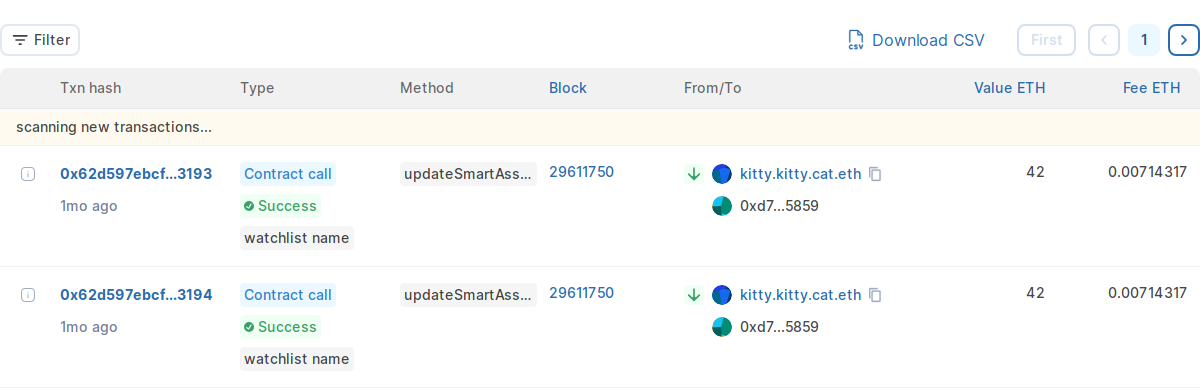 Filter
Download CSV First 1
Txn hash Type Method Block From/To Value ETH Fee ETH
scanning new transactions...
0x62d597ebcf...3193 Contract call updateSmartAss... 29611750 kitty.kitty.cat.eth 42 0.00714317
1mo ago Success 0xd7...5859
watchlist name
0x62d597ebcf...3194 Contract call updateSmartAss... 29611750 kitty.kitty.cat.eth 42 0.00714317
1mo ago Success 0xd7...5859
watchlist name